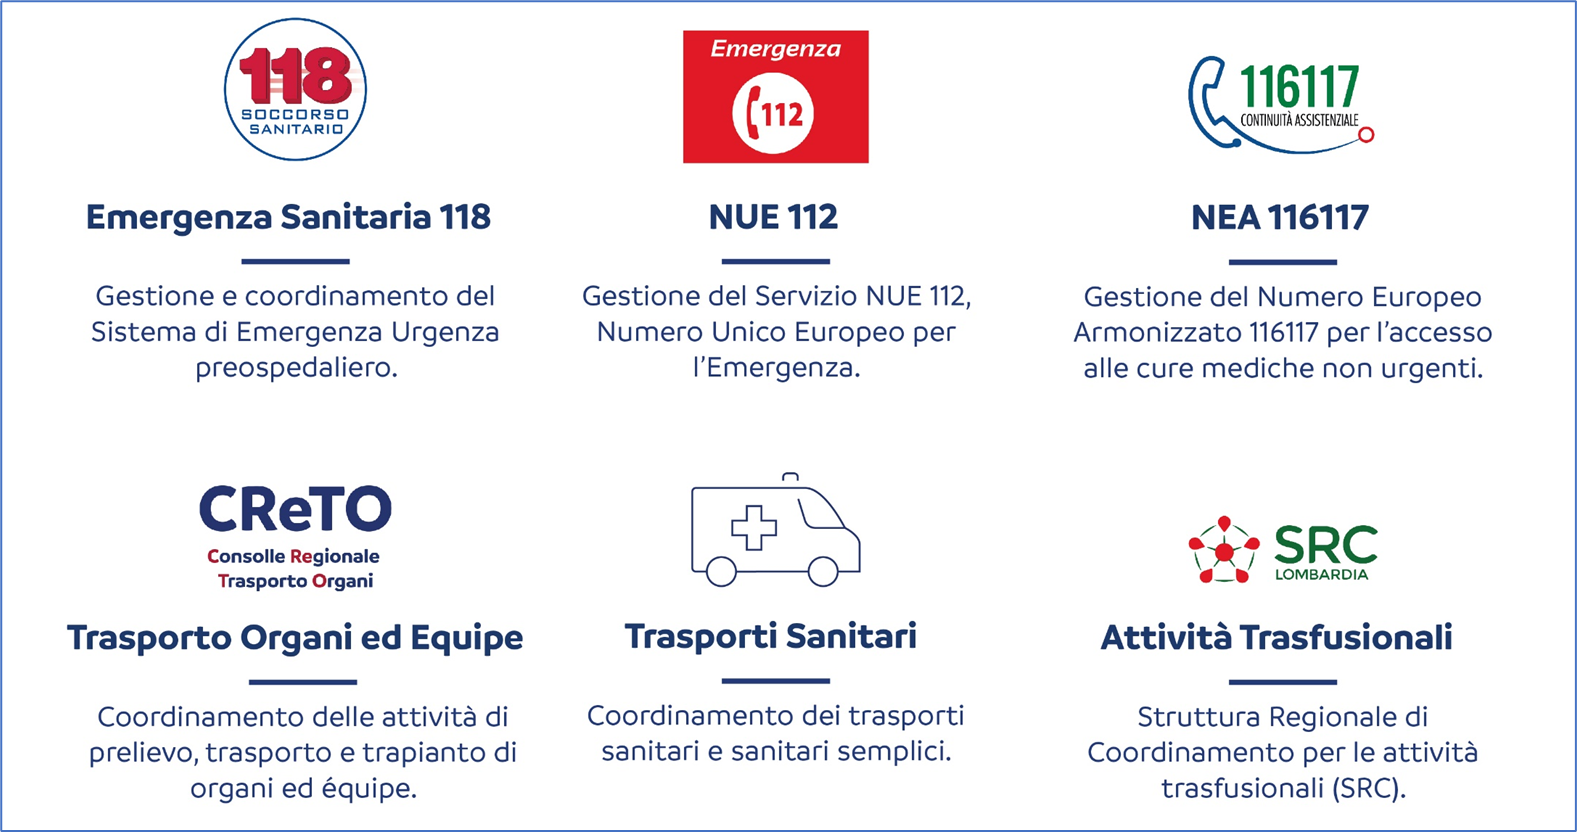 118
SOCCORSO
SANITARIO
Emergenza Sanitaria 118
Gestione e coordinamento del
Sistema di Emergenza Urgenza
preospedaliero.
Emergenza
112
NUE 112
Gestione del Servizio NUE 112,
Numero Unico Europeo per
l’Emergenza.
116117
CONTINUITÀ ASSISTENZIALE
NEA 116117
Gestione del Numero Europeo
Armonizzato 116117 per l’accesso
alle cure mediche non urgenti.
CReTO
Consolle Regionale
Trasporto Organi
Trasporto Organi ed Equipe
Coordinamento delle attività di
prelievo, trasporto e trapianto di
organi ed équipe.
Trasporti Sanitari
Coordinamento dei trasporti
sanitari e sanitari semplici.
SRC
LOMBARDIA
Attività Trasfusionali
Struttura Regionale di
Coordinamento per le attività
trasfusionali (SRC).